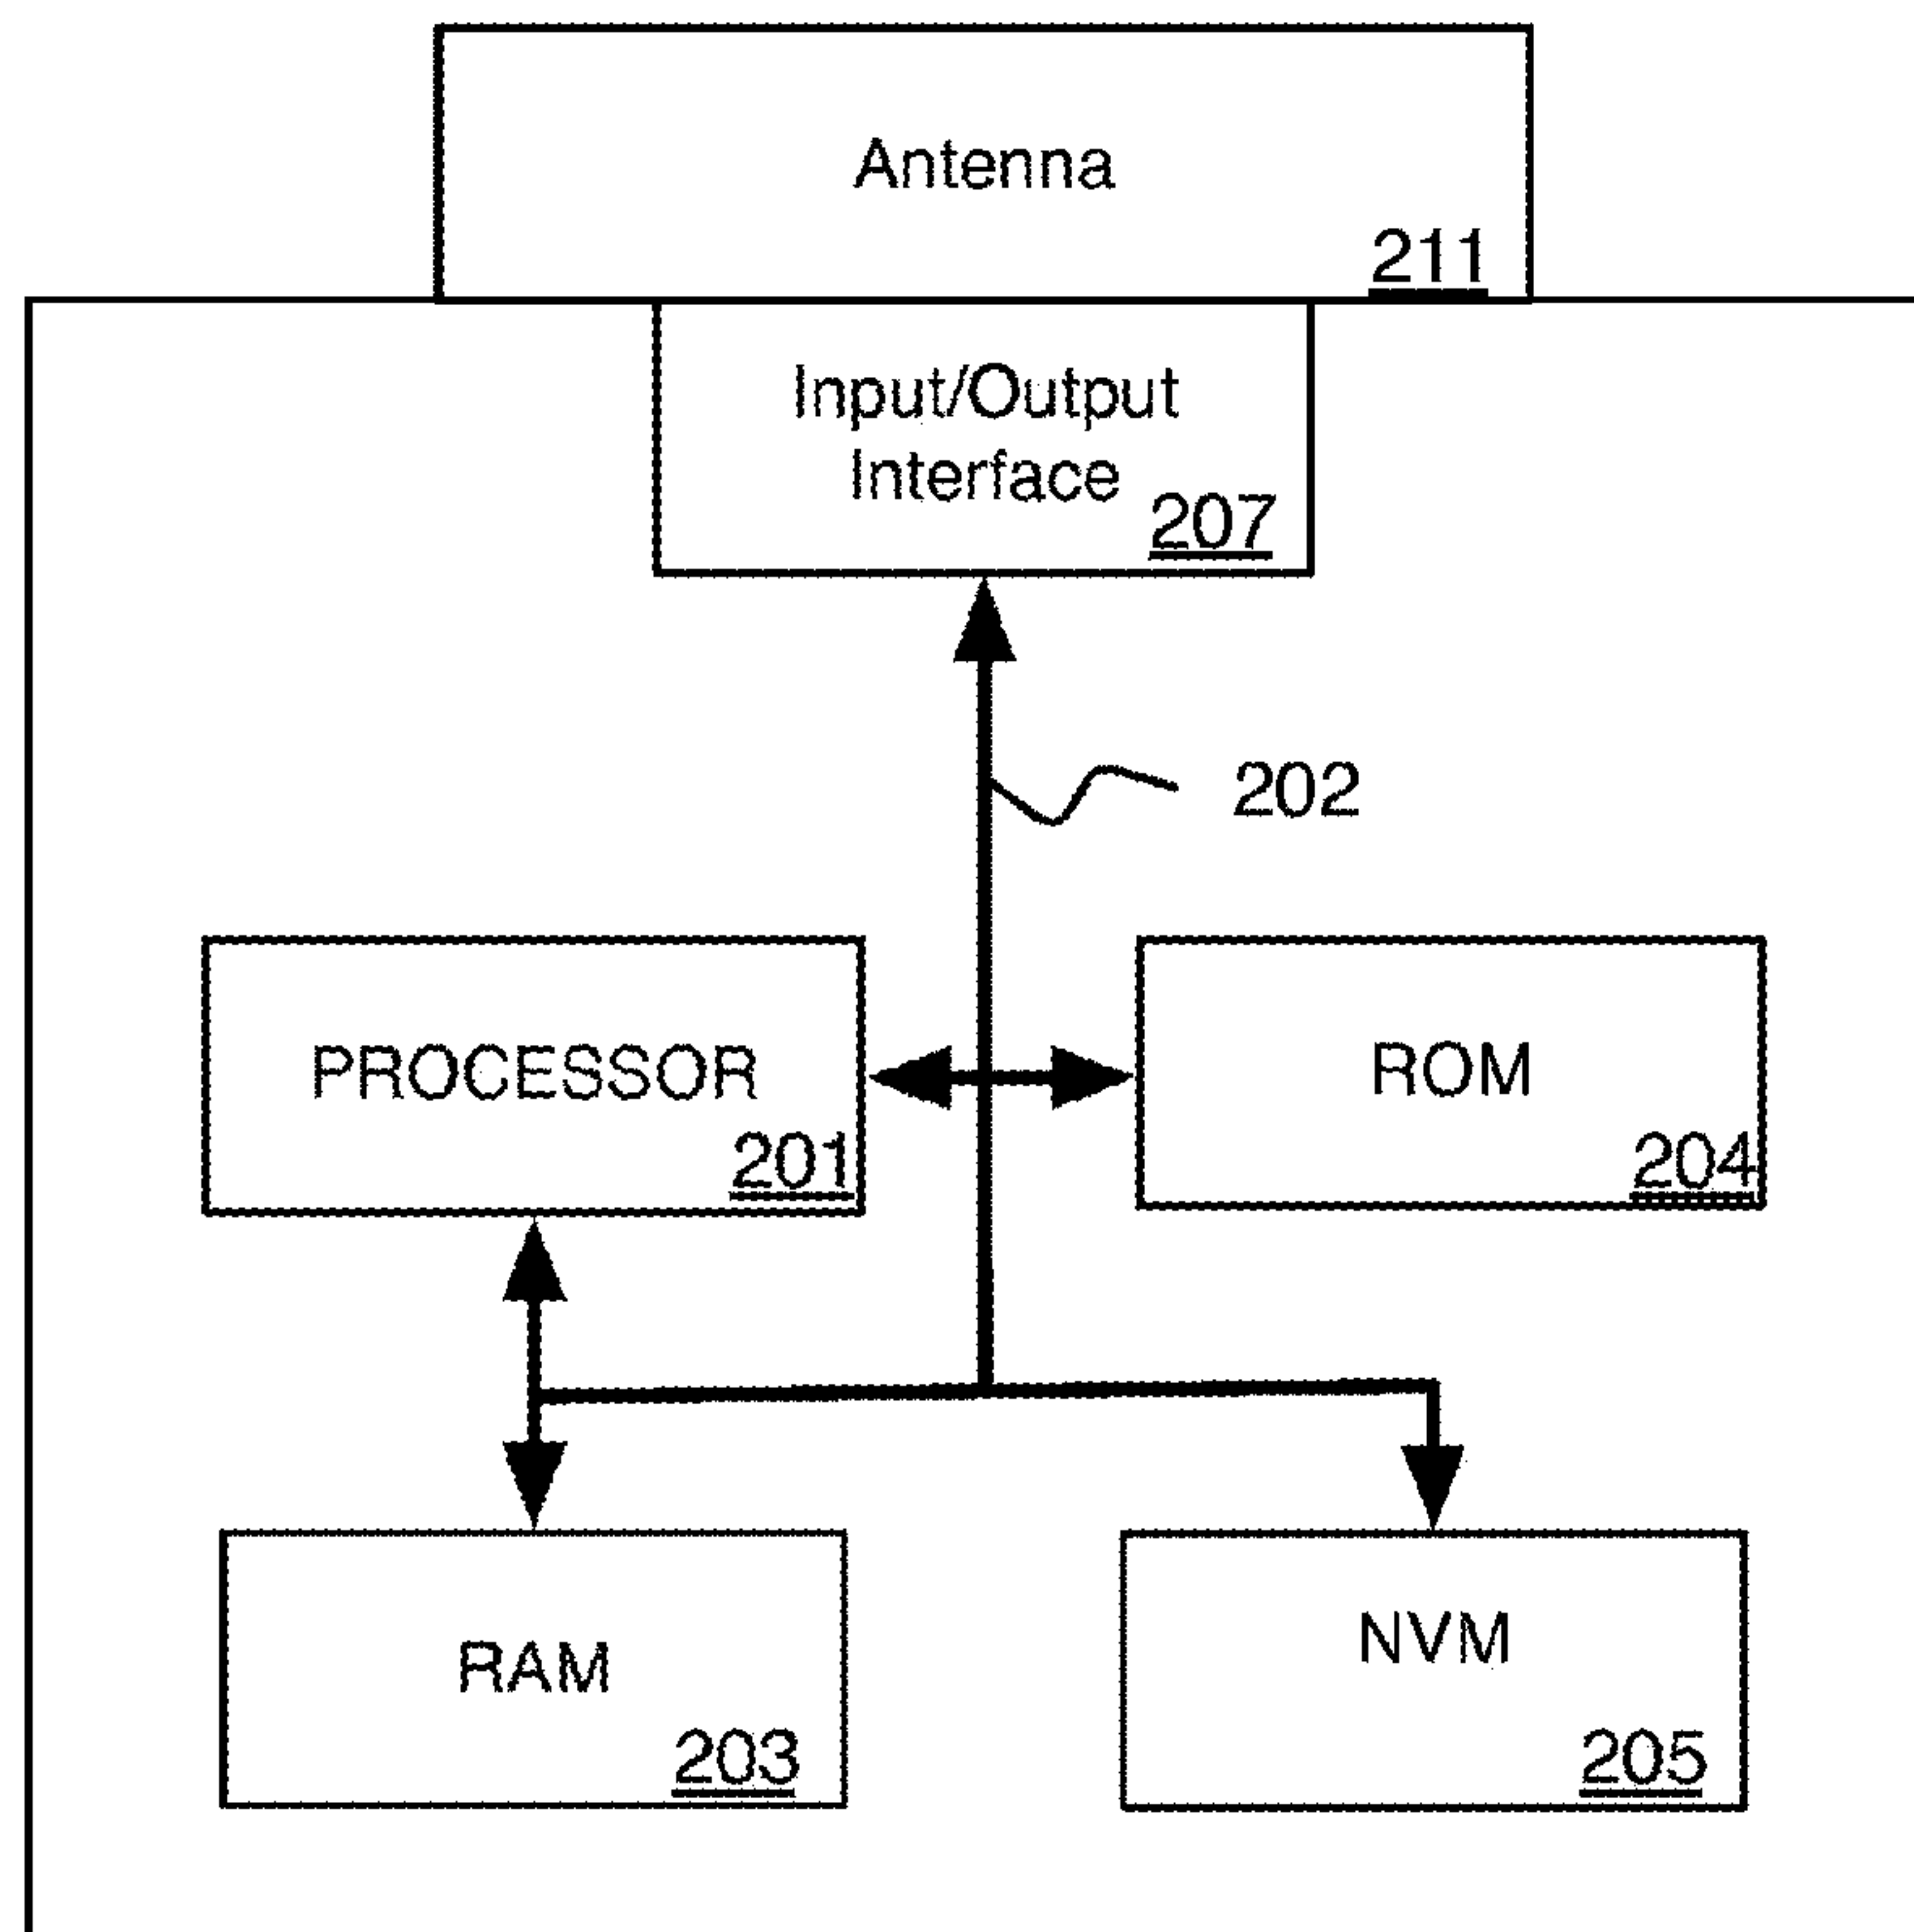 Antenna
211
Input/Output
Interface
207
202
PROCESSOR
201
ROM
204
RAM
203
NVM
205